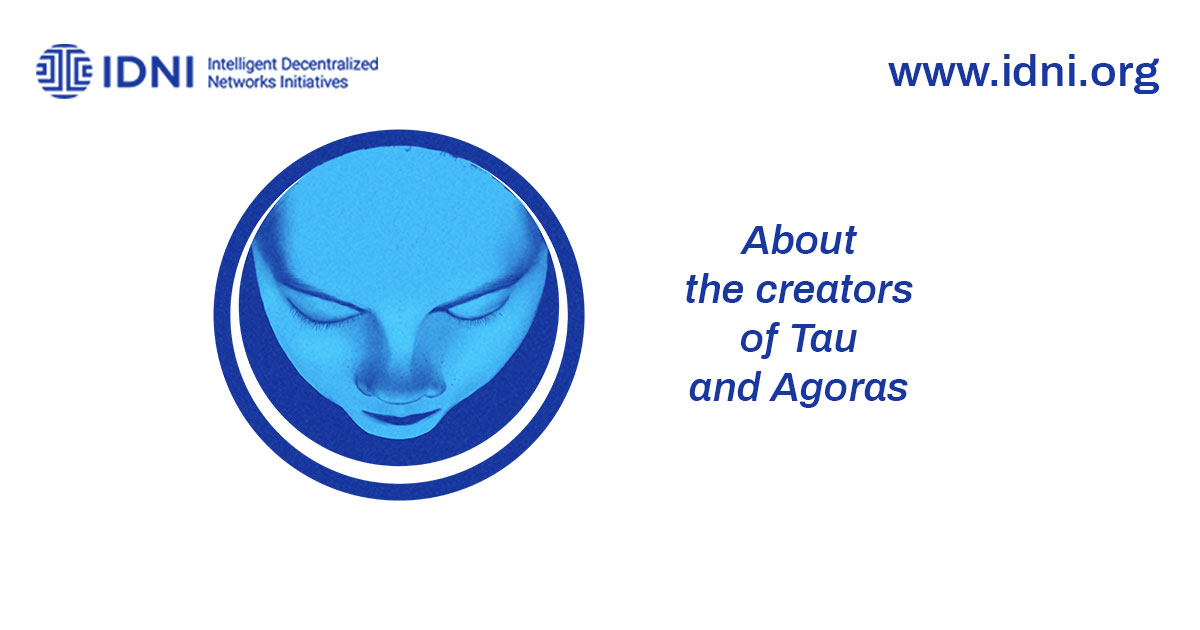 IDNI
Intelligent Decentralized
Networks Initiatives
www.idni.org
About
the creators
of Tau
and Agoras